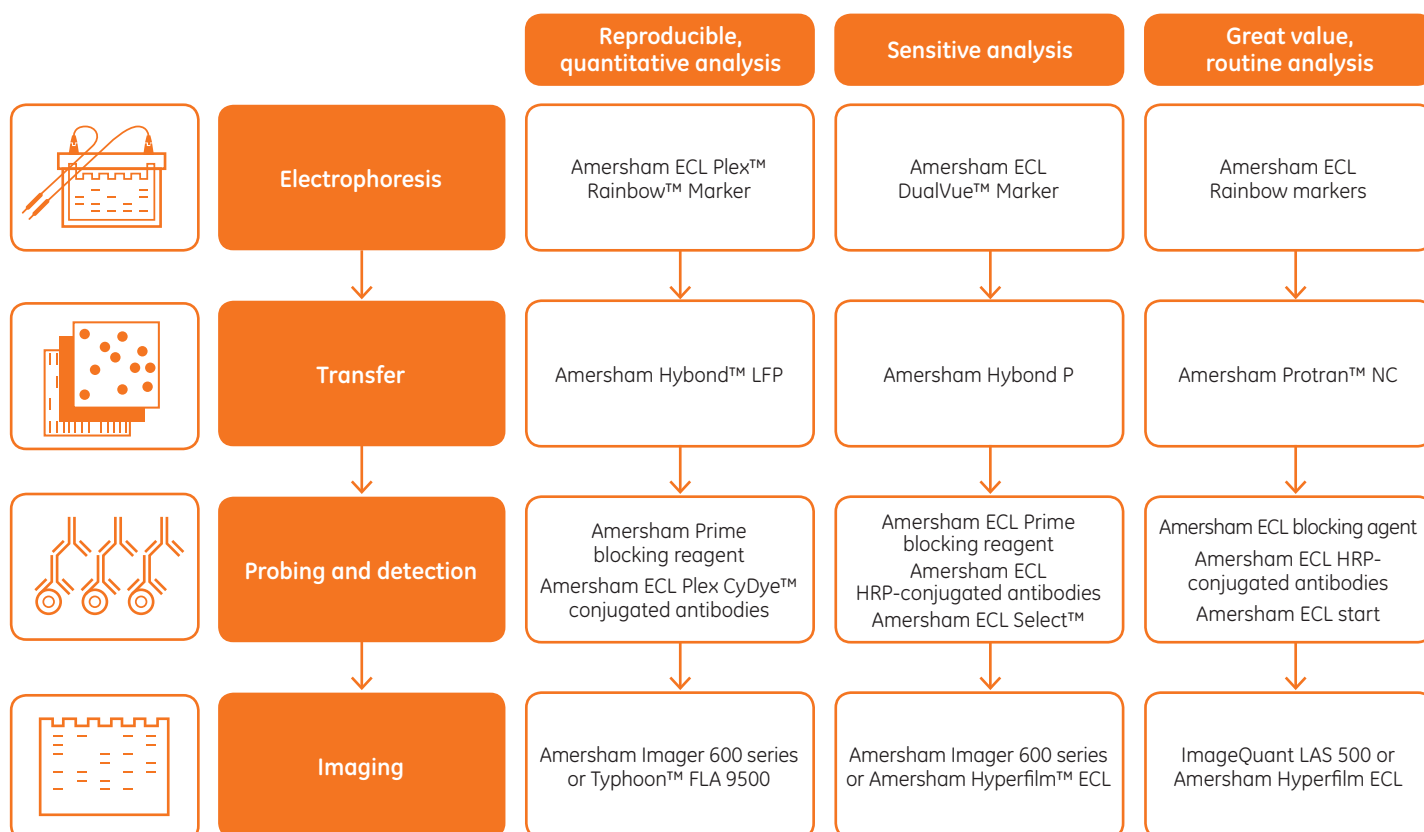 Reproducible,
quantitative analysis
Sensitive analysis
Great value,
routine analysis
Electrophoresis
Amersham ECL Plex™
Rainbow™ Marker
Amersham ECL
DualVue™ Marker
Amersham ECL
Rainbow markers
Transfer
Amersham Hybond™ LFP
Amersham Hybond P
Amersham Protran™ NC
Probing and detection
Amersham Prime
blocking reagent
Amersham ECL Plex CyDye™
conjugated antibodies
Amersham ECL Prime
blocking reagent
Amersham ECL
HRP-conjugated antibodies
Amersham ECL Select™
Amersham ECL blocking agent
Amersham ECL HRP-
conjugated antibodies
Amersham ECL start
Imaging
Amersham Imager 600 series
or Typhoon™ FLA 9500
Amersham Imager 600 series
or Amersham Hyperfilm™ ECL
ImageQuant LAS 500 or
Amersham Hyperfilm ECL